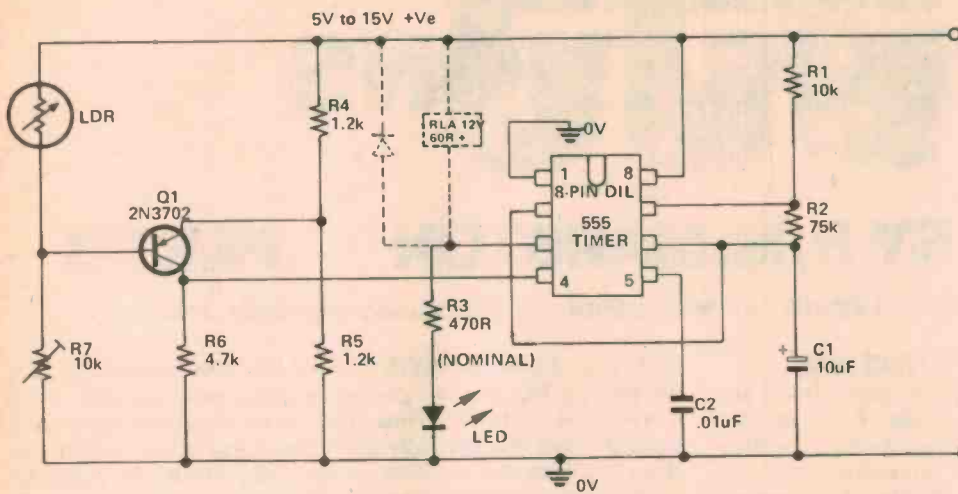 5V to 15V +Ve
LDR
R4
1.2k
RLA 12V
60R +
0V
R1
10k
Q1
2N3702
1
8
8-PIN DIL
555
TIMER
4
5
R2
75k
R3
470R
(NOMINAL)
R7
10k
R6
4.7k
R5
1.2k
+
C1
10uF
C2
.01uF
LED
0V